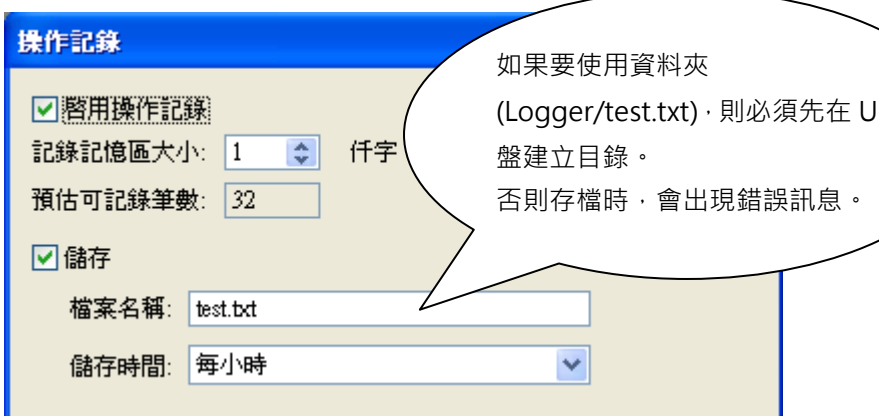 操作記錄
如果要使用資料夾
(Logger/test.txt)，則必須先在 U
盤建立目錄。
否則存檔時，會出現錯誤訊息。
啓用操作記錄
記錄記憶區大小: 1 仟字
預估可記錄筆數: 32
儲存
檔案名稱: test.txt
儲存時間: 每小時